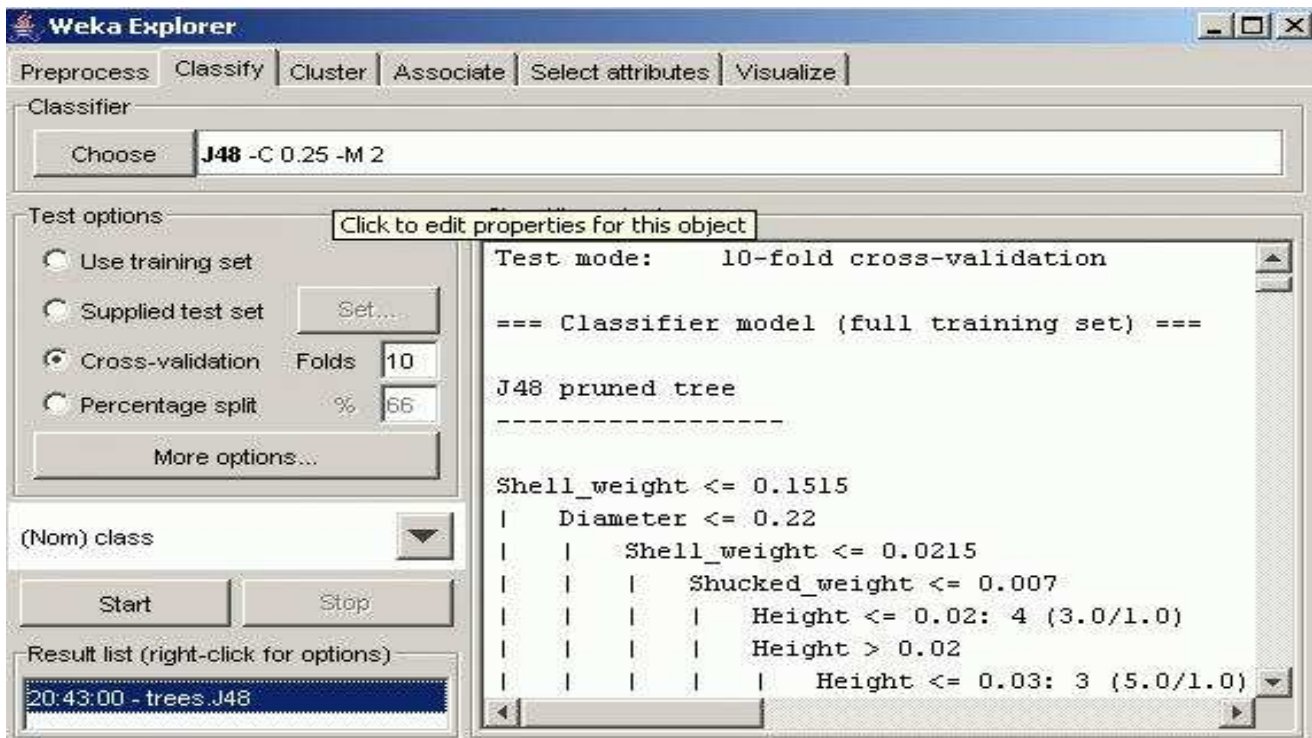 Weka Explorer
Preprocess Classify Cluster Associate Select attributes Visualize
Classifier
Choose J48 -C 0.25 -M 2
Test options
Click to edit properties for this object
Use training set
Supplied test set Set....
Cross-validation Folds 10
Percentage split % 66
More options...
(Nom) class
Start Stop
Result list (right-click for options)
20:43:00 - trees.J48
Test mode: 10-fold cross-validation
=== Classifier model (full training set) ===
J48 pruned tree
------------------
Shell_weight <= 0.1515
| Diameter <= 0.22
| | Shell_weight <= 0.0215
| | | Shucked_weight <= 0.007
| | | | Height <= 0.02: 4 (3.0/1.0)
| | | | Height > 0.02
| | | | | Height <= 0.03: 3 (5.0/1.0)